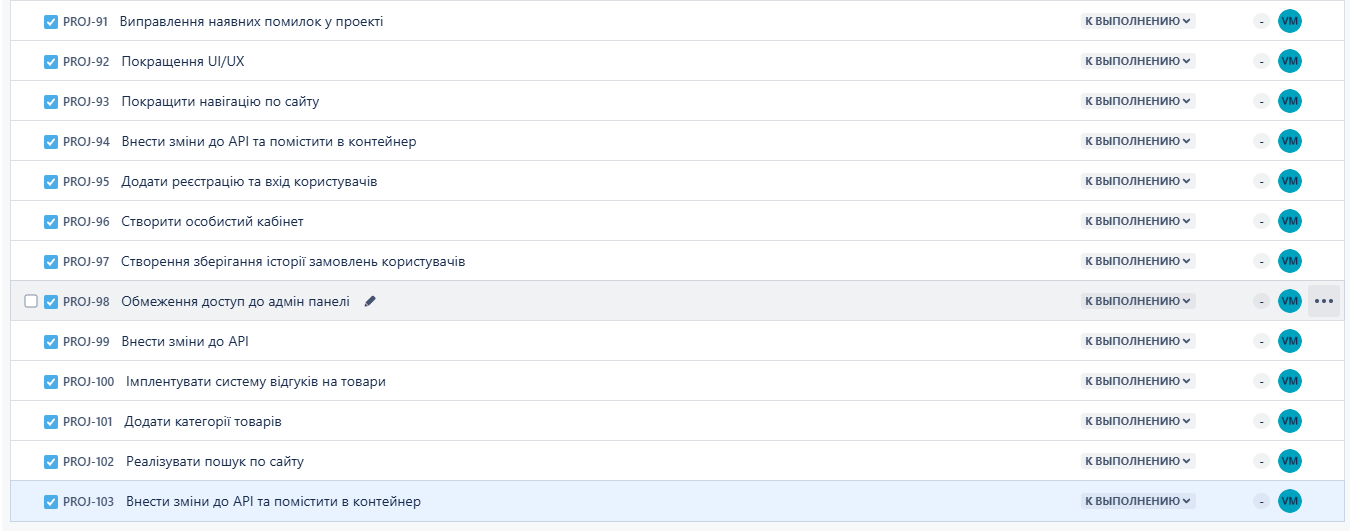 PROJ-91 Виправлення наявних помилок у проекті К ВЫПОЛНЕНИЮ - VM
PROJ-92 Покращення UI/UX К ВЫПОЛНЕНИЮ - VM
PROJ-93 Покращити навігацію по сайту К ВЫПОЛНЕНИЮ - VM
PROJ-94 Внести зміни до API та помістити в контейнер К ВЫПОЛНЕНИЮ - VM
PROJ-95 Додати реєстрацію та вхід користувачів К ВЫПОЛНЕНИЮ - VM
PROJ-96 Створити особистий кабінет К ВЫПОЛНЕНИЮ - VM
PROJ-97 Створення зберігання історії замовлень користувачів К ВЫПОЛНЕНИЮ - VM
PROJ-98 Обмеження доступ до адмін панелі К ВЫПОЛНЕНИЮ - VM
PROJ-99 Внести зміни до API К ВЫПОЛНЕНИЮ - VM
PROJ-100 Імплентувати систему відгуків на товари К ВЫПОЛНЕНИЮ - VM
PROJ-101 Додати категорії товарів К ВЫПОЛНЕНИЮ - VM
PROJ-102 Реалізувати пошук по сайту К ВЫПОЛНЕНИЮ - VM
PROJ-103 Внести зміни до API та помістити в контейнер К ВЫПОЛНЕНИЮ - VM